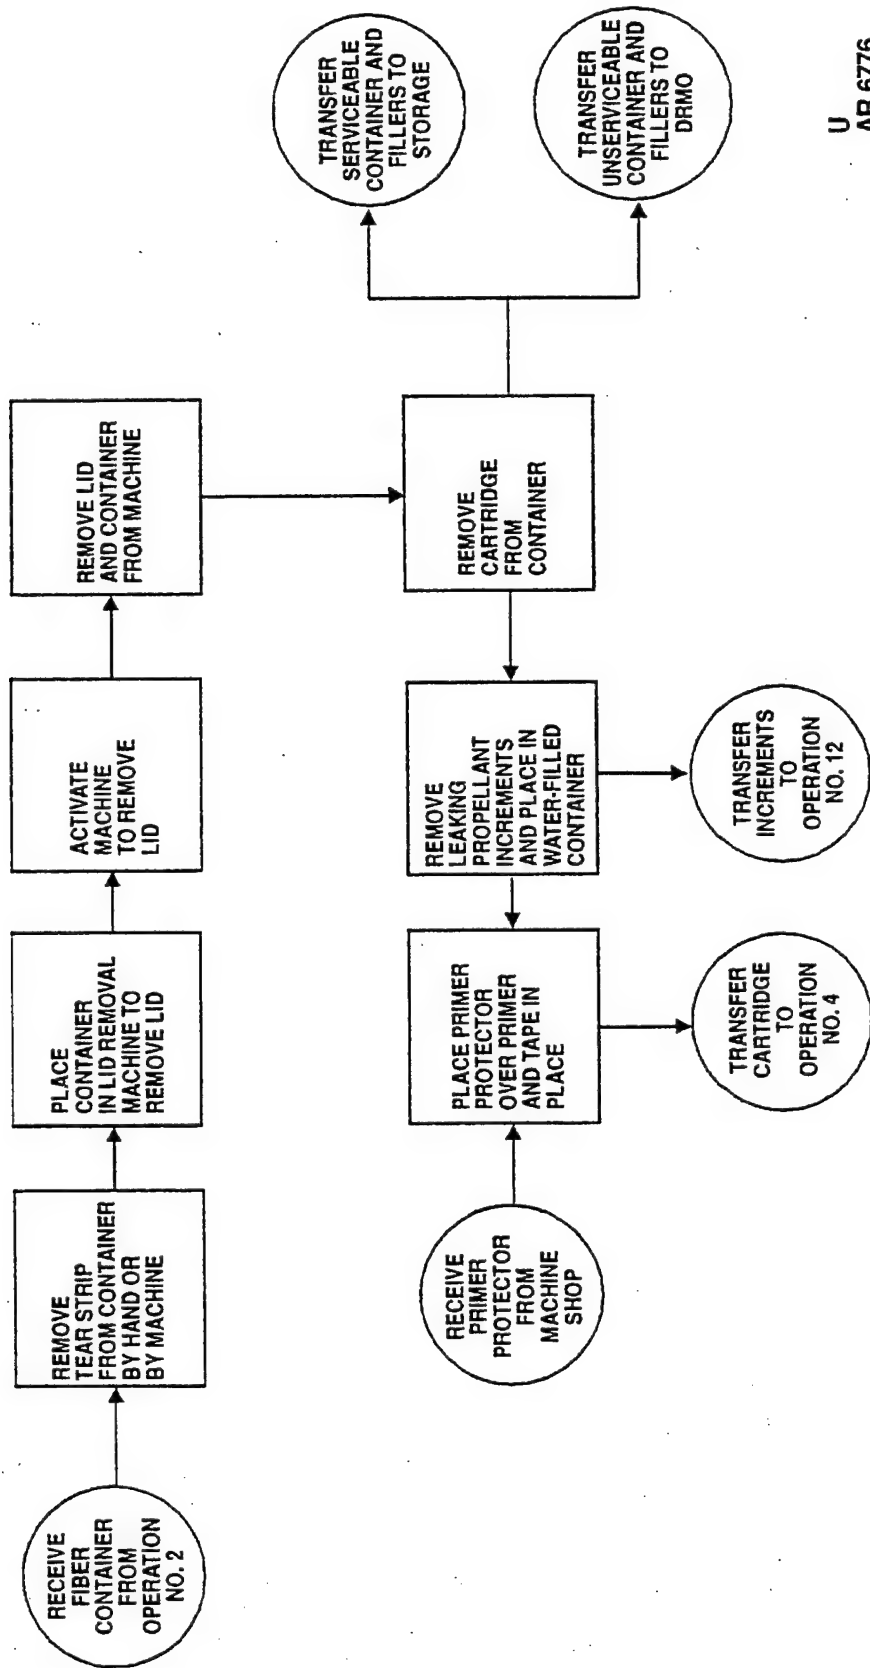 RECEIVE
FIBER
CONTAINER
FROM
OPERATION
NO. 2
REMOVE
TEAR STRIP
FROM CONTAINER
BY HAND OR
BY MACHINE
PLACE
CONTAINER
IN LID REMOVAL
MACHINE TO
REMOVE LID
ACTIVATE
MACHINE
TO REMOVE
LID
REMOVE LID
AND CONTAINER
FROM MACHINE
REMOVE
CARTRIDGE
FROM
CONTAINER
TRANSFER
SERVICEABLE
CONTAINER AND
FILLERS TO
STORAGE
TRANSFER
UNSERVICEABLE
CONTAINER AND
FILLERS TO
DRMO
REMOVE
LEAKING
PROPELLANT
INCREMENTS
AND PLACE IN
WATER-FILLED
CONTAINER
TRANSFER
INCREMENTS
TO
OPERATION
NO. 12
RECEIVE
PRIMER
PROTECTOR
FROM
MACHINE
SHOP
PLACE PRIMER
PROTECTOR
OVER PRIMER
AND TAPE IN
PLACE
TRANSFER
CARTRIDGE
TO
OPERATION
NO. 4
U
AR 6776